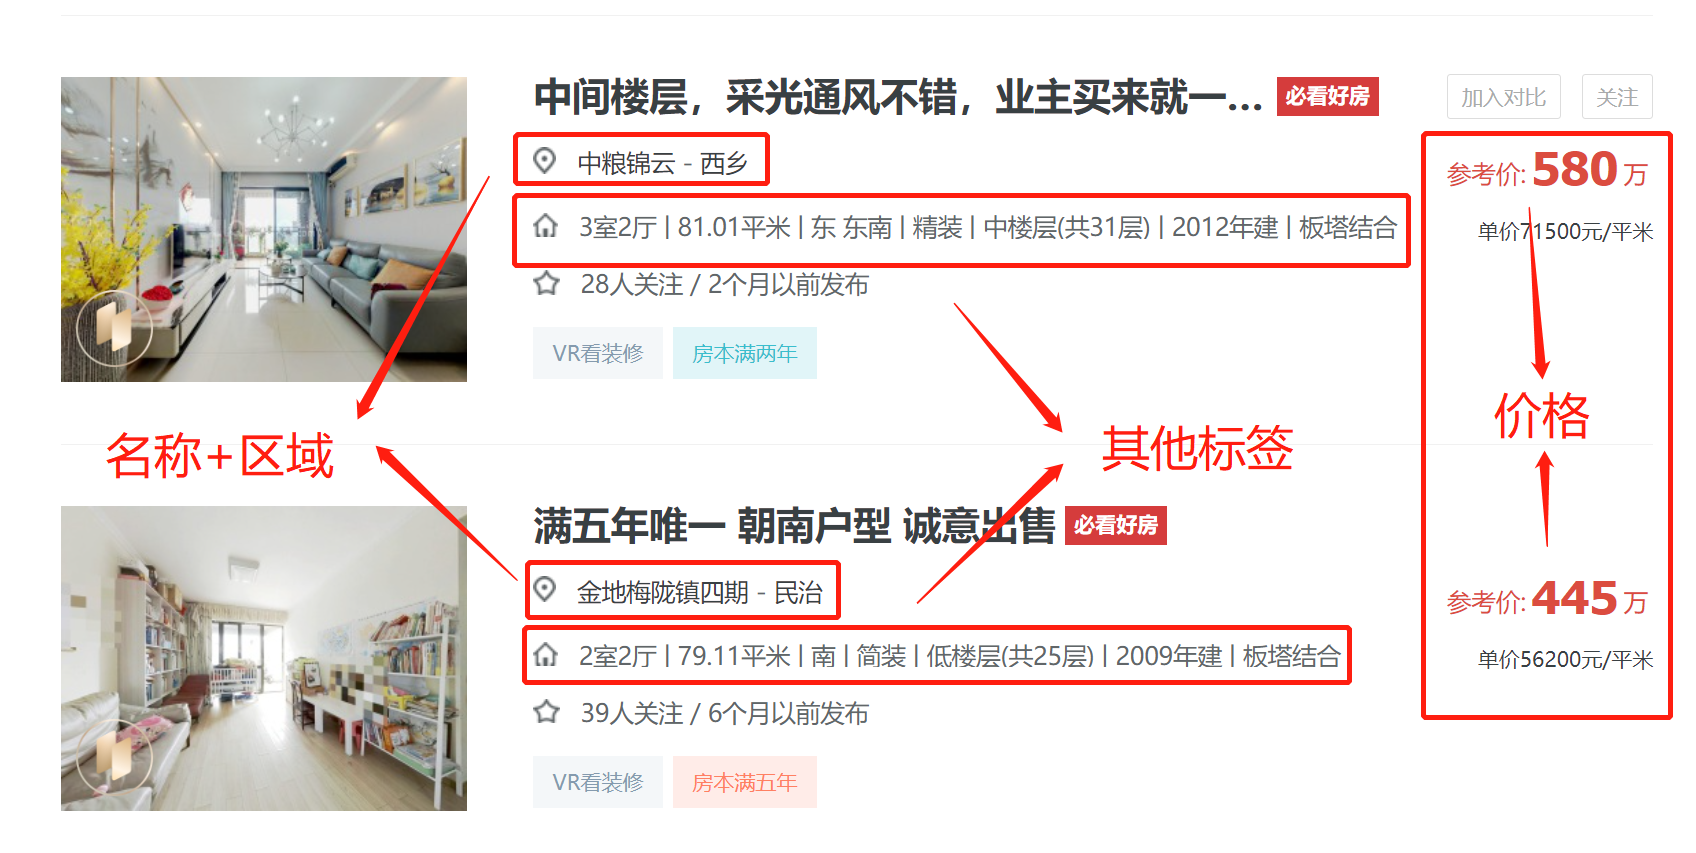 中间楼层，采光通风不错，业主买来就一... 必看好房
加入对比 关注
中粮锦云 - 西乡
参考价: 580 万
3室2厅 | 81.01平米 | 东 东南 | 精装 | 中楼层(共31层) | 2012年建 | 板塔结合
单价71500元/平米
28人关注 / 2个月以前发布
VR看装修 房本满两年
名称+区域
其他标签
价格
满五年唯一 朝南户型 诚意出售 必看好房
金地梅陇镇四期 - 民治
参考价: 445 万
2室2厅 | 79.11平米 | 南 | 简装 | 低楼层(共25层) | 2009年建 | 板塔结合
单价56200元/平米
39人关注 / 6个月以前发布
VR看装修 房本满五年